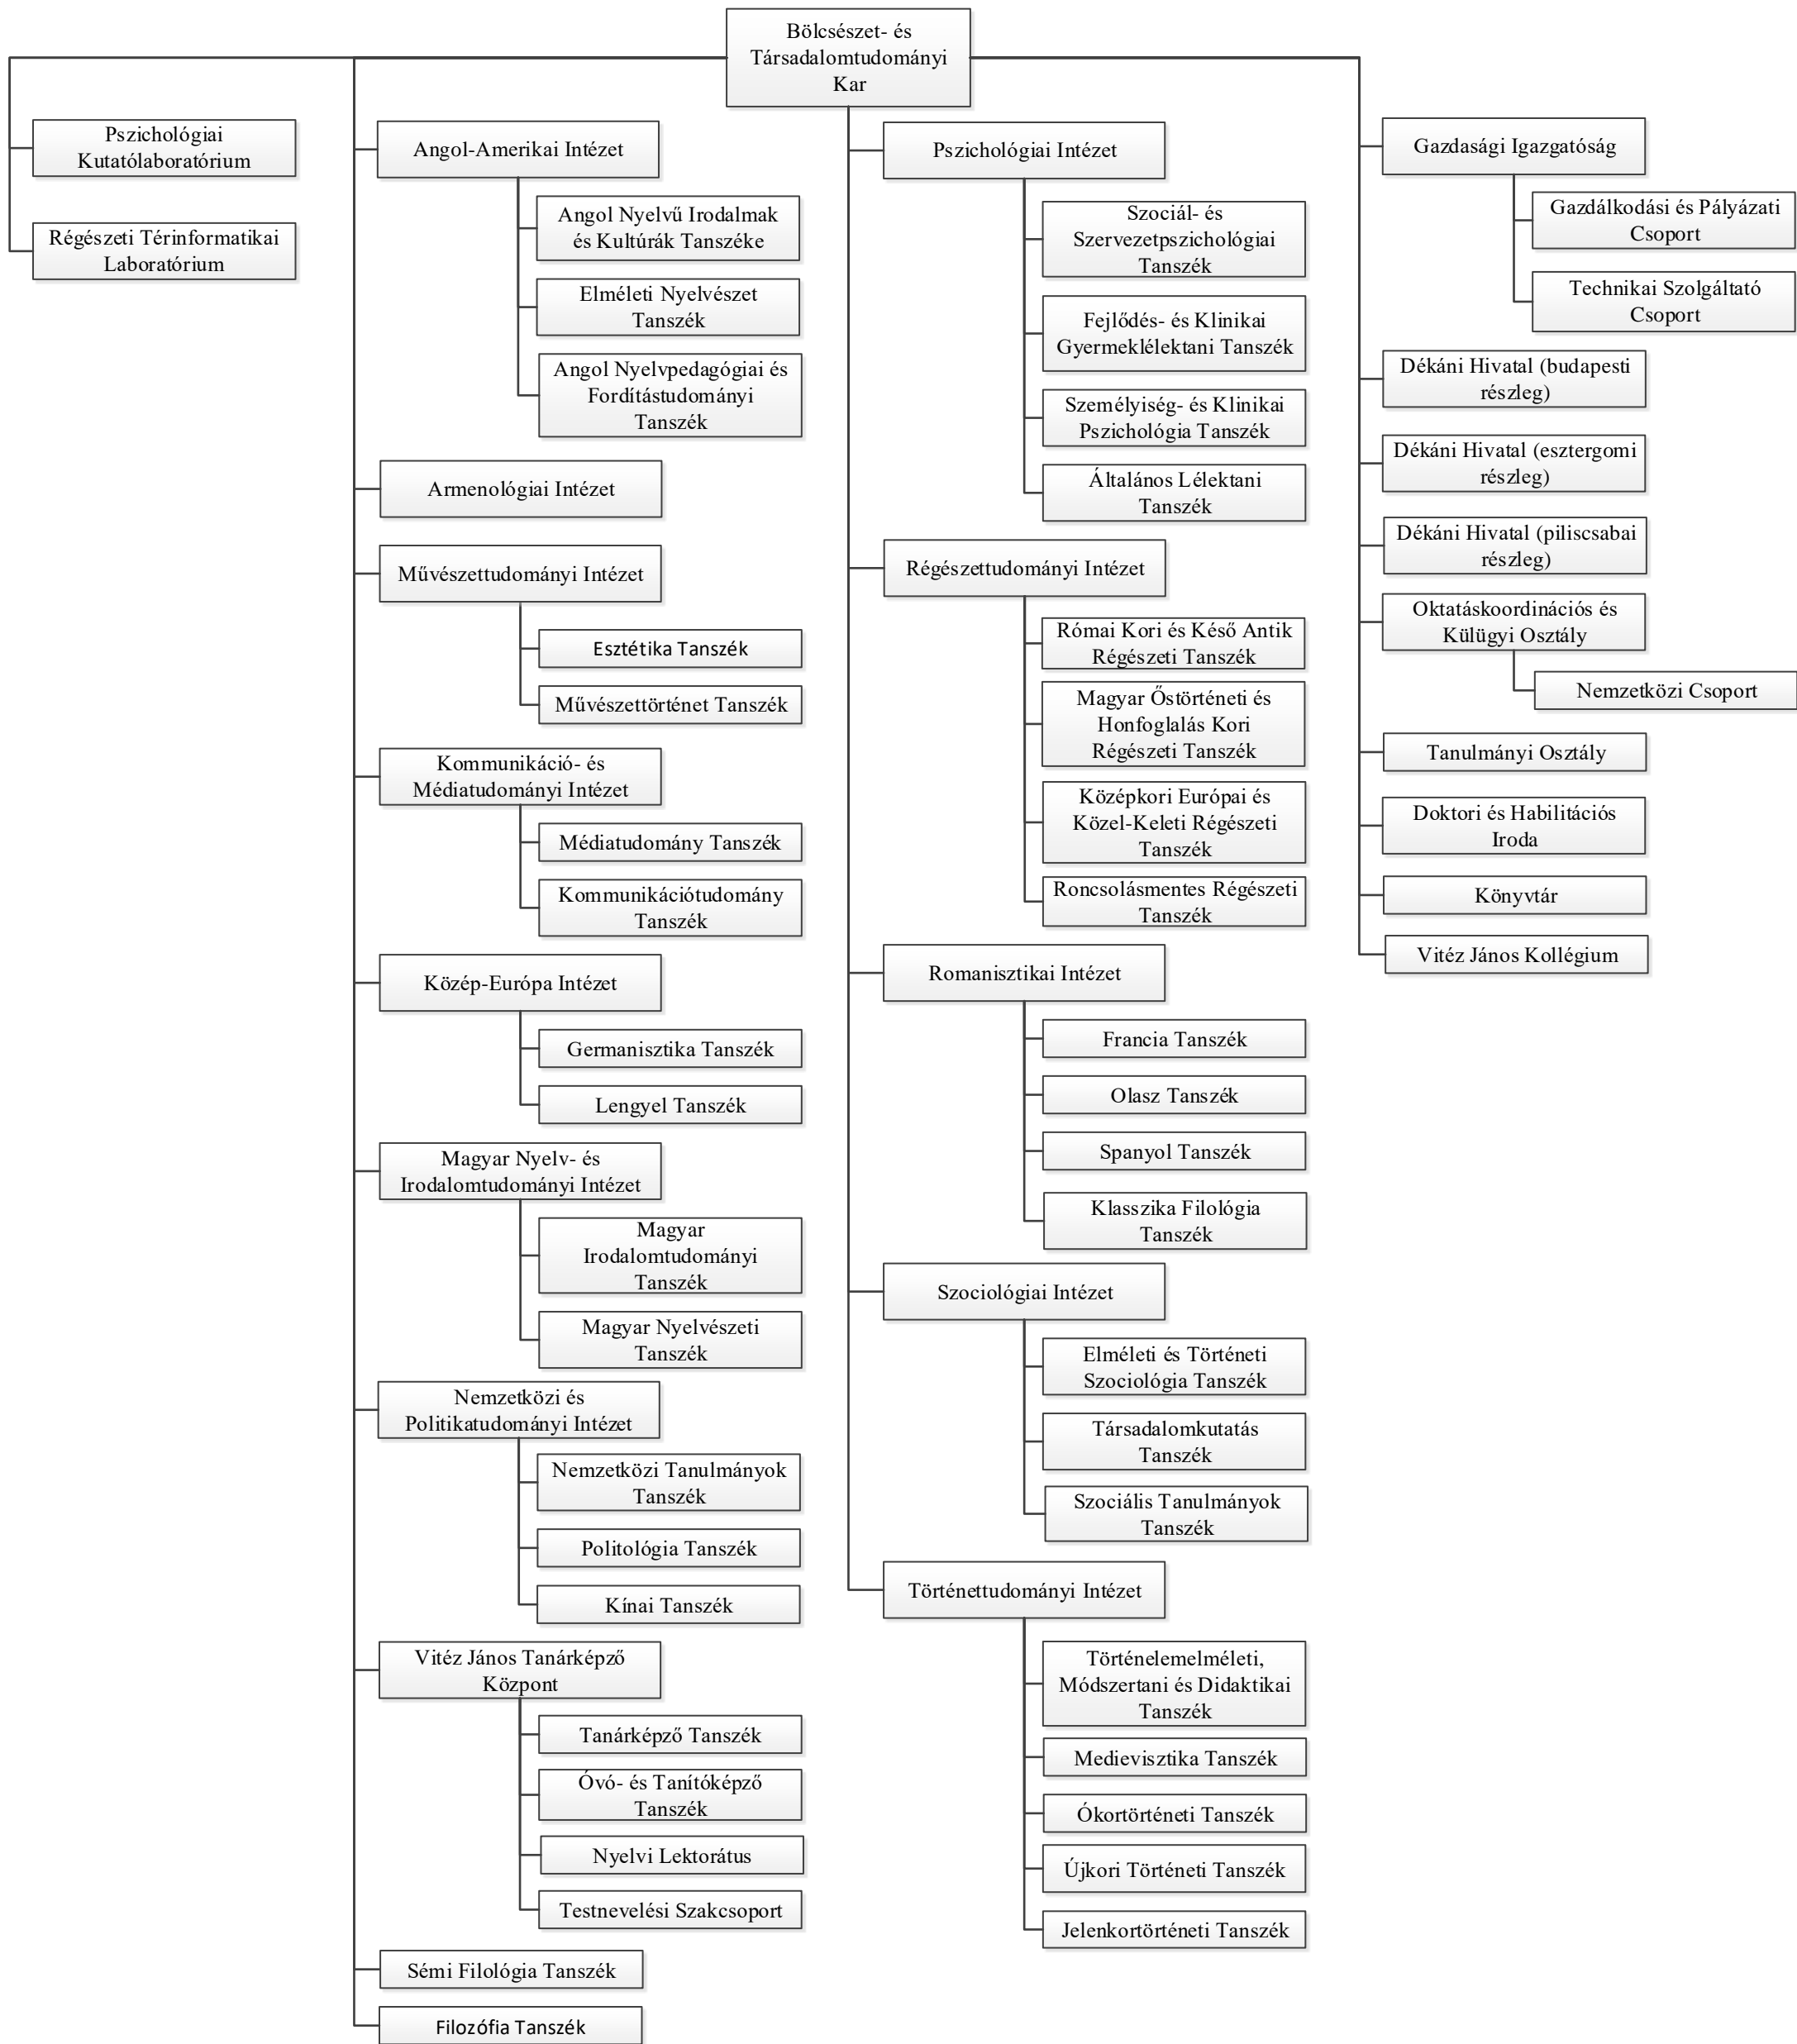 Bölcsészet- és
Társadalomtudományi
Kar
Pszichológiai
Kutatólaboratórium
Régészeti Térinformatikai
Laboratórium
Angol-Amerikai Intézet
Angol Nyelvű Irodalmak
és Kultúrák Tanszéke
Elméleti Nyelvészet
Tanszék
Angol Nyelvpedagógiai és
Fordítástudományi
Tanszék
Armenológiai Intézet
Művészettudományi Intézet
Esztétika Tanszék
Művészettörténet Tanszék
Kommunikáció- és
Médiatudományi Intézet
Médiatudomány Tanszék
Kommunikációtudomány
Tanszék
Közép-Európa Intézet
Germanisztika Tanszék
Lengyel Tanszék
Magyar Nyelv- és
Irodalomtudományi Intézet
Magyar
Irodalomtudományi
Tanszék
Magyar Nyelvészeti
Tanszék
Nemzetközi és
Politikatudományi Intézet
Nemzetközi Tanulmányok
Tanszék
Politológia Tanszék
Kínai Tanszék
Vitéz János Tanárképző
Központ
Tanárképző Tanszék
Óvó- és Tanítóképző
Tanszék
Nyelvi Lektorátus
Testnevelési Szakcsoport
Sémi Filológia Tanszék
Filozófia Tanszék
Pszichológiai Intézet
Szociál- és
Szervezetpszichológiai
Tanszék
Fejlődés- és Klinikai
Gyermeklélektani Tanszék
Személyiség- és Klinikai
Pszichológia Tanszék
Általános Lélektani
Tanszék
Régészettudományi Intézet
Római Kori és Késő Antik
Régészeti Tanszék
Magyar Őstörténeti és
Honfoglalás Kori
Régészeti Tanszék
Középkori Európai és
Közel-Keleti Régészeti
Tanszék
Roncsolásmentes Régészeti
Tanszék
Romanisztikai Intézet
Francia Tanszék
Olasz Tanszék
Spanyol Tanszék
Klasszika Filológia
Tanszék
Szociológiai Intézet
Elméleti és Történeti
Szociológia Tanszék
Társadalomkutatás
Tanszék
Szociális Tanulmányok
Tanszék
Történettudományi Intézet
Történelemelméleti,
Módszertani és Didaktikai
Tanszék
Medievisztika Tanszék
Ókortörténeti Tanszék
Újkori Történeti Tanszék
Jelenkortörténeti Tanszék
Gazdasági Igazgatóság
Gazdálkodási és Pályázati
Csoport
Technikai Szolgáltató
Csoport
Dékáni Hivatal (budapesti
részleg)
Dékáni Hivatal (esztergomi
részleg)
Dékáni Hivatal (piliscsabai
részleg)
Oktatáskoordinációs és
Külügyi Osztály
Nemzetközi Csoport
Tanulmányi Osztály
Doktori és Habilitációs
Iroda
Könyvtár
Vitéz János Kollégium